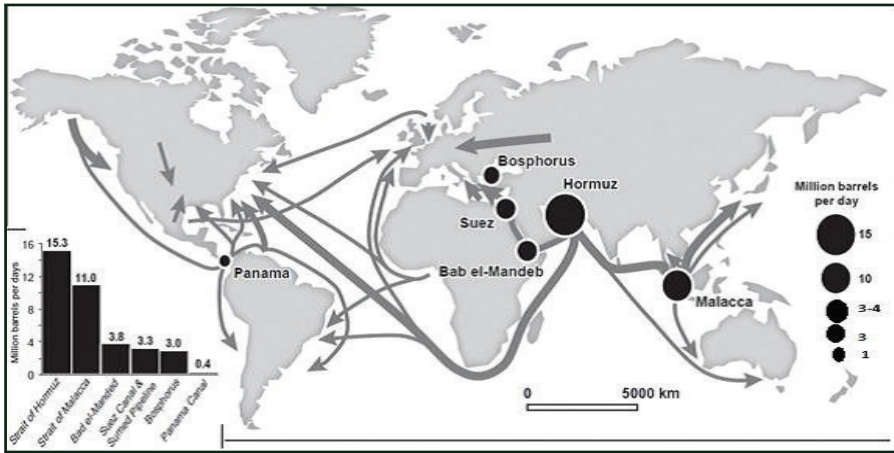 Bosphorus
Hormuz
Suez
Bab el-Mandeb
Panama
Malacca
0
5000 km
Million barrels
per day
15
10
3-4
3
1
Million barrels per days
16
12
8
4
0
15.3
11.0
3.8
3.3
3.0
0.4
Strait of Hormuz
Strait of Malacca
Bad el-Manded
Suez Canal &
Sumed Pipeline
Bosphorus
Panama Canal